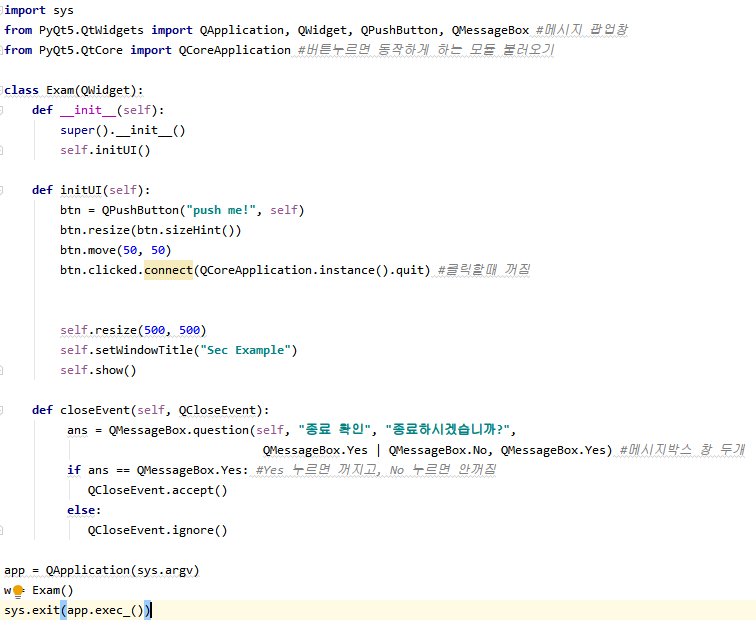 import sys
from PyQt5.QtWidgets import QApplication, QWidget, QPushButton, QMessageBox #메시지 팝업창
from PyQt5.QtCore import QCoreApplication #버튼누르면 동작하게 하는 모듈 불러오기
class Exam(QWidget):
def __init__(self):
super().__init__()
self.initUI()
def initUI(self):
btn = QPushButton("push me!", self)
btn.resize(btn.sizeHint())
btn.move(50, 50)
btn.clicked.connect(QCoreApplication.instance().quit) #클릭할때 꺼짐
self.resize(500, 500)
self.setWindowTitle("Sec Example")
self.show()
def closeEvent(self, QCloseEvent):
ans = QMessageBox.question(self, "종료 확인", "종료하시겠습니까?",
QMessageBox.Yes | QMessageBox.No, QMessageBox.Yes) #메시지박스 창 두개
if ans == QMessageBox.Yes: #Yes 누르면 꺼지고, No 누르면 안꺼짐
QCloseEvent.accept()
else:
QCloseEvent.ignore()
app = QApplication(sys.argv)
w = Exam()
sys.exit(app.exec_())